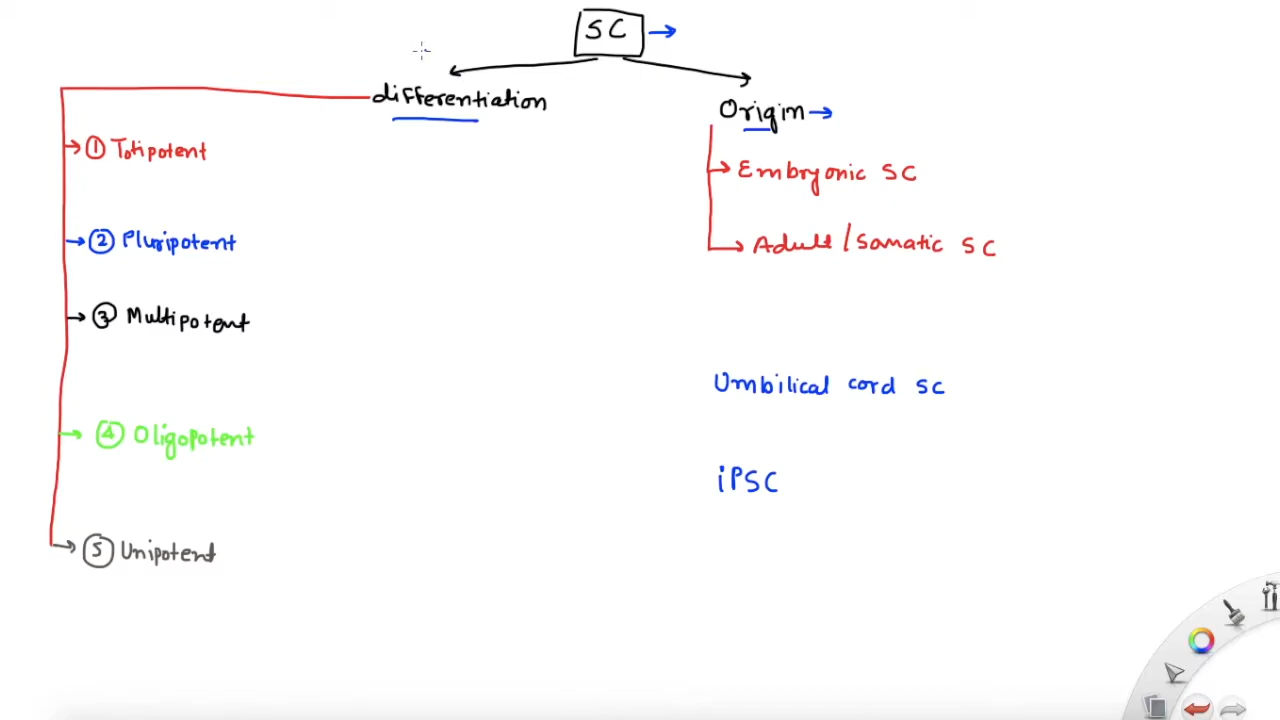 SC →
differentiation
Origin →
① Totipotent
② Pluripotent
③ Multipotent
④ Oligopotent
⑤ Unipotent
Embryonic SC
Adult / Somatic SC
Umbilical cord SC
iPSC